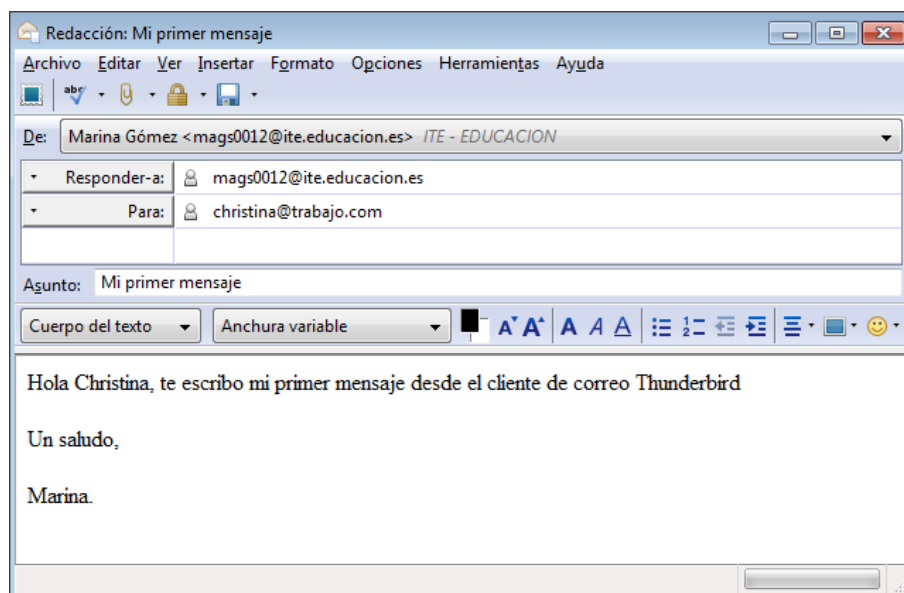 Redacción: Mi primer mensaje
Archivo Editar Ver Insertar Formato Opciones Herramientas Ayuda
abc
De: Marina Gómez <mags0012@ite.educacion.es> ITE - EDUCACION
Responder-a: mags0012@ite.educacion.es
Para: christina@trabajo.com
Asunto: Mi primer mensaje
Cuerpo del texto Anchura variable A A A A A
Hola Christina, te escribo mi primer mensaje desde el cliente de correo Thunderbird
Un saludo,
Marina.